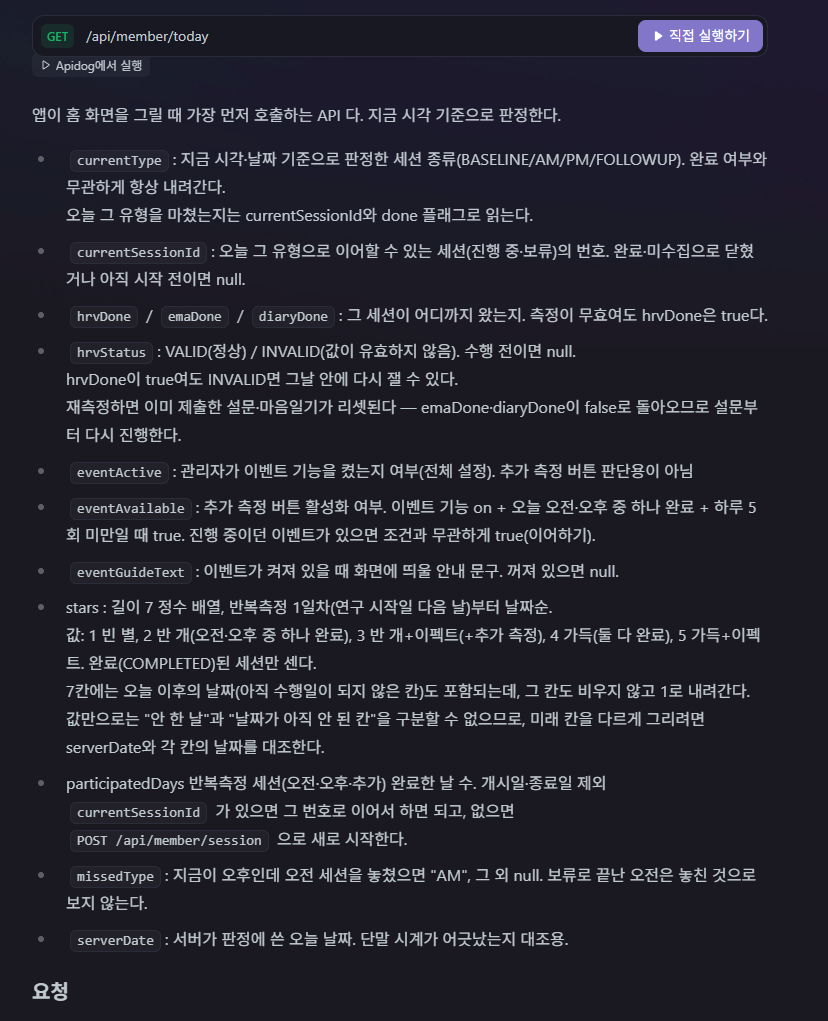 GET /api/member/today
▶ 직접 실행하기
▷ Apidog에서 실행
앱이 홈 화면을 그릴 때 가장 먼저 호출하는 API 다. 지금 시각 기준으로 판정한다.
currentType : 지금 시각·날짜 기준으로 판정한 세션 종류(BASELINE/AM/PM/FOLLOWUP). 완료 여부와
무관하게 항상 내려간다.
오늘 그 유형을 마쳤는지는 currentSessionId와 done 플래그로 읽는다.
currentSessionId : 오늘 그 유형으로 이어할 수 있는 세션(진행 중·보류)의 번호. 완료·미수집으로 닫혔
거나 아직 시작 전이면 null.
hrvDone / emaDone / diaryDone : 그 세션이 어디까지 왔는지. 측정이 무효여도 hrvDone은 true다.
hrvStatus : VALID(정상) / INVALID(값이 유효하지 않음). 수행 전이면 null.
hrvDone이 true여도 INVALID면 그날 안에 다시 잴 수 있다.
재측정하면 이미 제출한 설문·마음일기가 리셋된다 — emaDone·diaryDone이 false로 돌아오므로 설문부
터 다시 진행한다.
eventActive : 관리자가 이벤트 기능을 켰는지 여부(전체 설정). 추가 측정 버튼 판단용이 아님
eventAvailable : 추가 측정 버튼 활성화 여부. 이벤트 기능 on + 오늘 오전·오후 중 하나 완료 + 하루 5
회 미만일 때 true. 진행 중이던 이벤트가 있으면 조건과 무관하게 true(이어하기).
eventGuideText : 이벤트가 켜져 있을 때 화면에 띄울 안내 문구. 꺼져 있으면 null.
stars : 길이 7 정수 배열, 반복측정 1일차(연구 시작일 다음 날)부터 날짜순.
값: 1 빈 별, 2 반 개(오전·오후 중 하나 완료), 3 반 개+이펙트(+추가 측정), 4 가득(둘 다 완료), 5 가득+이펙
트. 완료(COMPLETED)된 세션만 센다.
7칸에는 오늘 이후의 날짜(아직 수행일이 되지 않은 칸)도 포함되는데, 그 칸도 비우지 않고 1로 내려간다.
값만으로는 "안 한 날"과 "날짜가 아직 안 된 칸"을 구분할 수 없으므로, 미래 칸을 다르게 그리려면
serverDate와 각 칸의 날짜를 대조한다.
participatedDays 반복측정 세션(오전·오후·추가) 완료한 날 수. 개시일·종료일 제외
currentSessionId 가 있으면 그 번호로 이어서 하면 되고, 없으면
POST /api/member/session 으로 새로 시작한다.
missedType : 지금이 오후인데 오전 세션을 놓쳤으면 "AM", 그 외 null. 보류로 끝난 오전은 놓친 것으로
보지 않는다.
serverDate : 서버가 판정에 쓴 오늘 날짜. 단말 시계가 어긋났는지 대조용.
요청